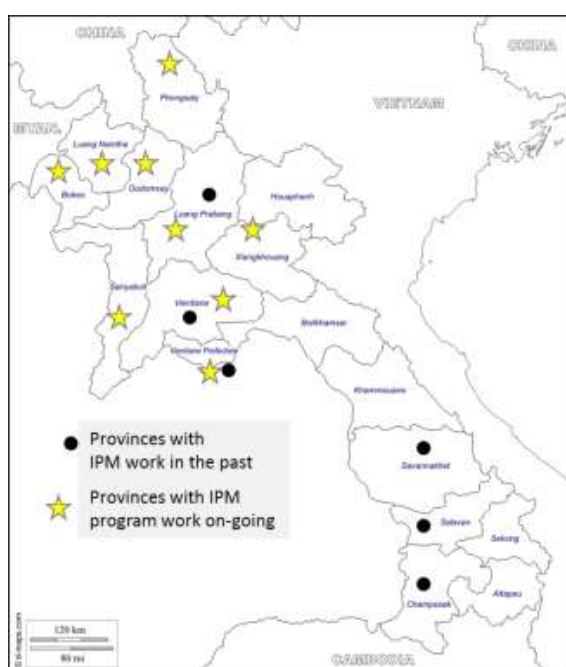 CHINA
CHINA
Phongsaly
VIETNAM
MYAN.
Luang Namtha
Bokeo
Oudomxay
Houaphanh
Luang Prabang
Xiangkhouang
Vientiane
Bolikhamsai
Vientiane Prefecture
Khammouane
Provinces with
IPM work in the past
Savannakhet
Provinces with IPM
program work on-going
Salavan
Sekong
Champasak
Attapeu
120 km
80 mi
CAMBODIA